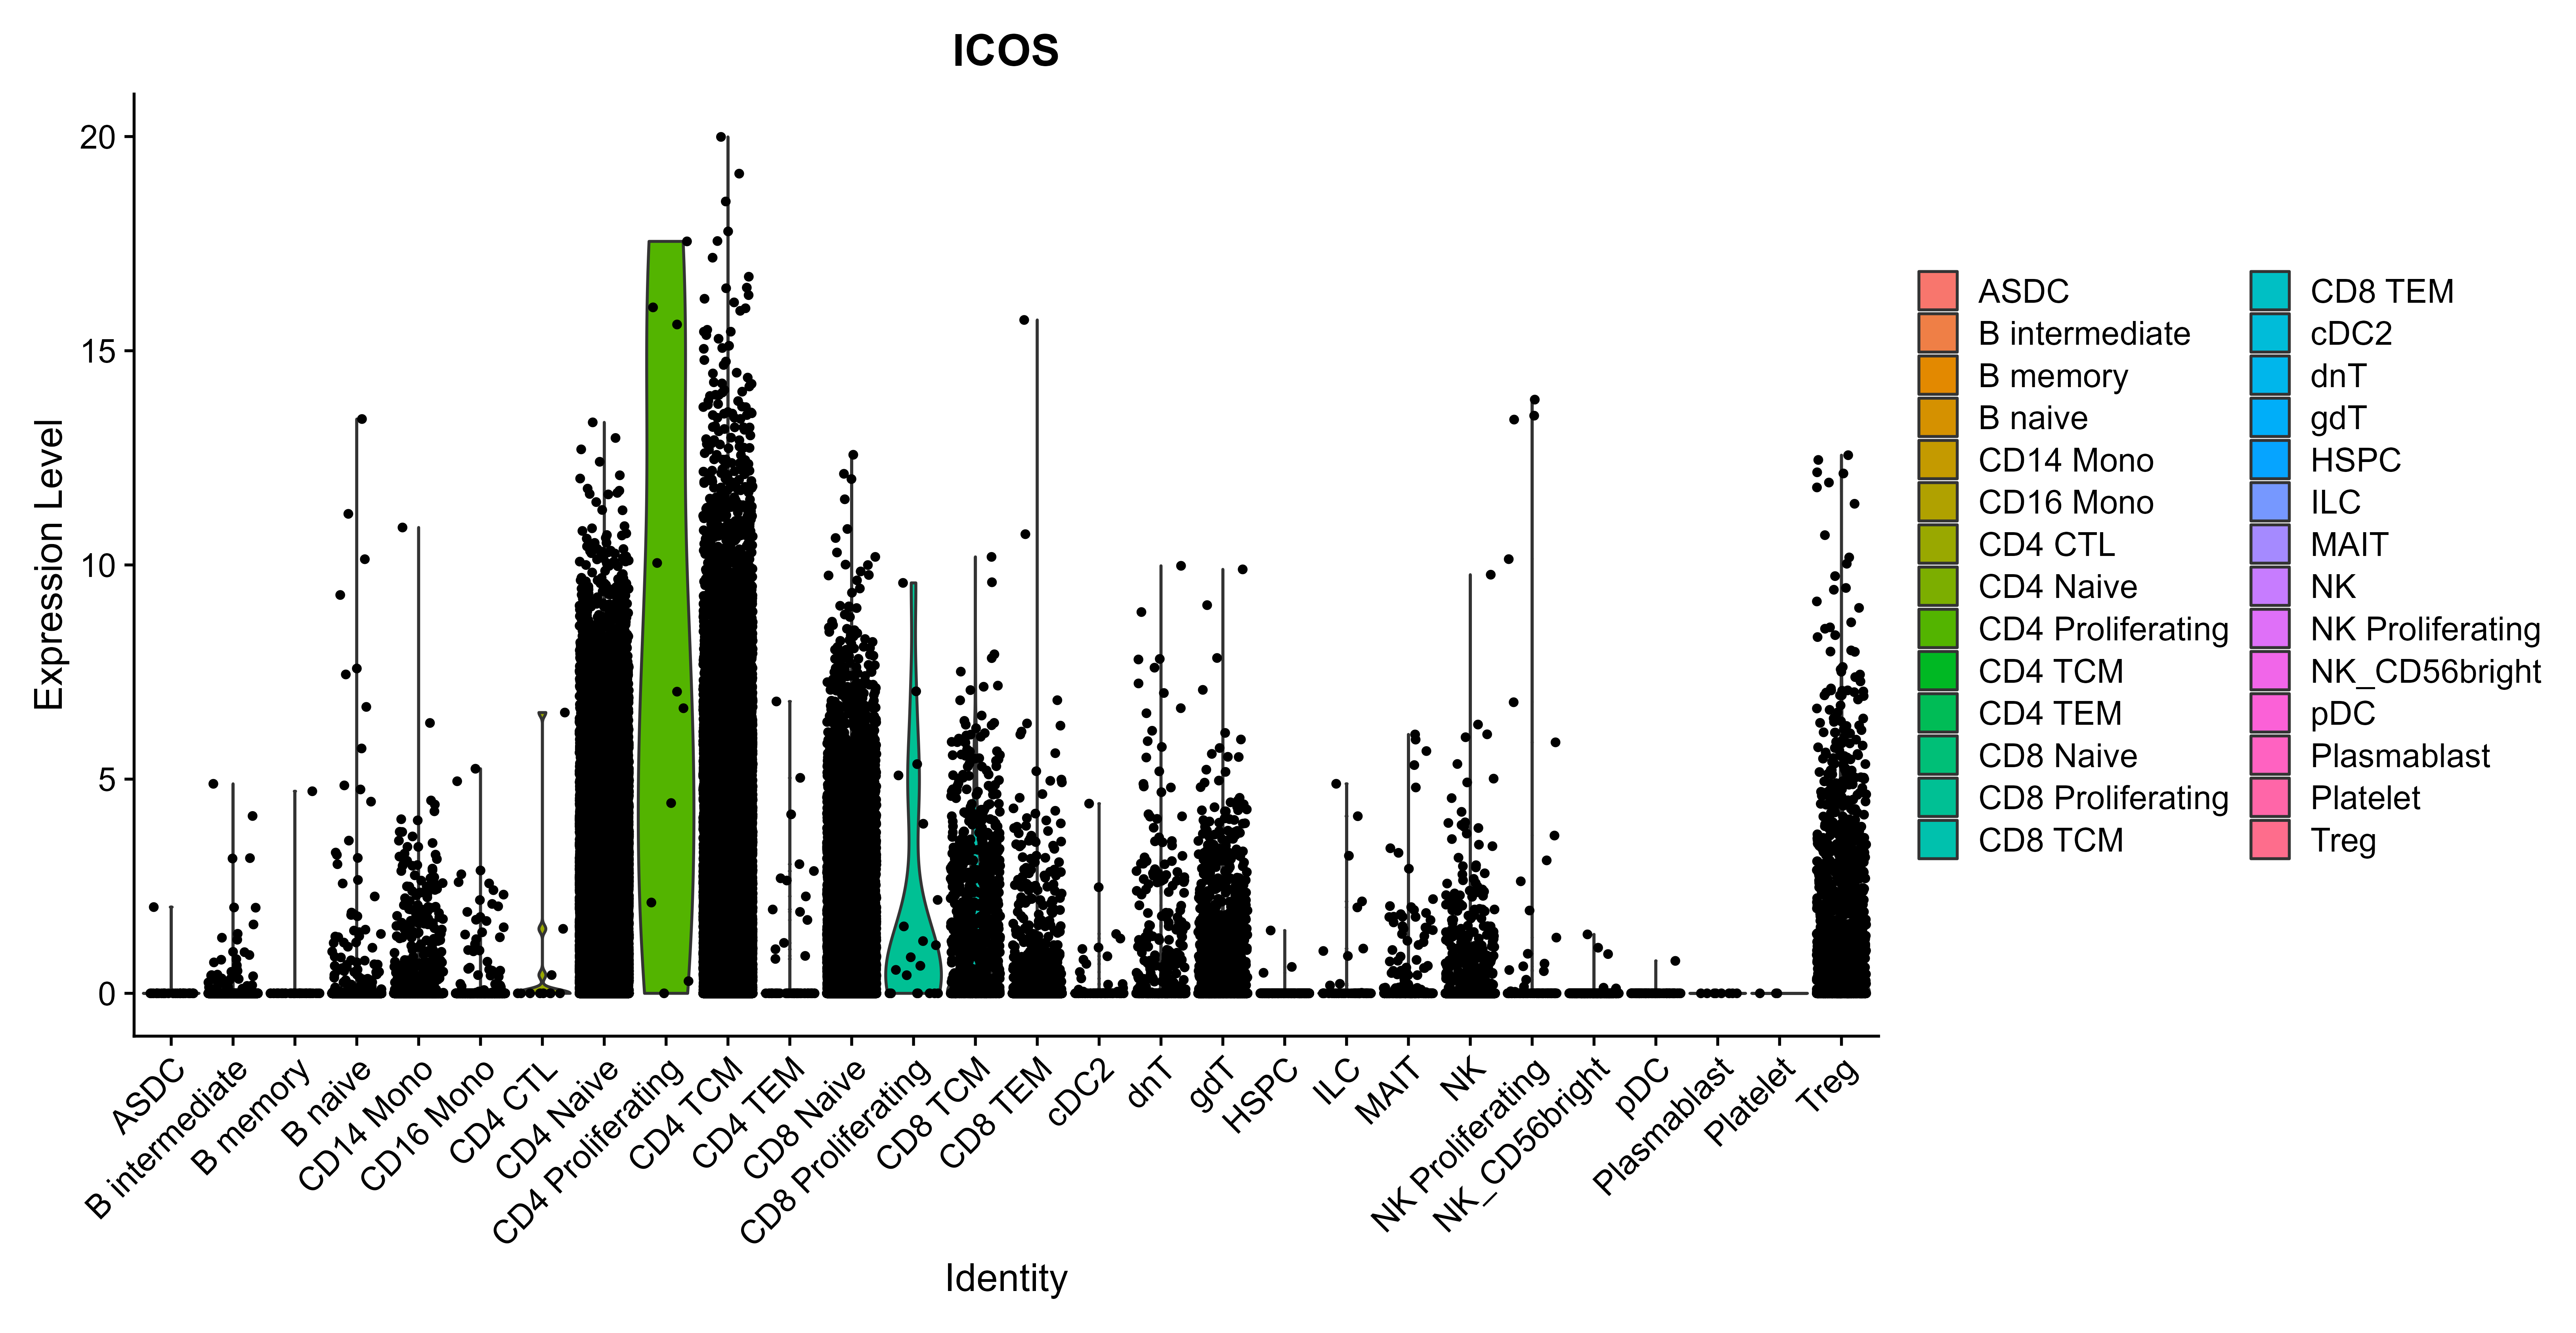 ICOS
Expression Level
20
15
10
5
0
ASDC
B intermediate
B memory
B naive
CD14 Mono
CD16 Mono
CD4 CTL
CD4 Naive
CD4 Proliferating
CD4 TCM
CD4 TEM
CD8 Naive
CD8 Proliferating
CD8 TCM
CD8 TEM
cDC2
dnT
gdT
HSPC
ILC
MAIT
NK
NK Proliferating
NK_CD56bright
pDC
Plasmablast
Platelet
Treg
Identity
ASDC
B intermediate
B memory
B naive
CD14 Mono
CD16 Mono
CD4 CTL
CD4 Naive
CD4 Proliferating
CD4 TCM
CD4 TEM
CD8 Naive
CD8 Proliferating
CD8 TCM
CD8 TEM
cDC2
dnT
gdT
HSPC
ILC
MAIT
NK
NK Proliferating
NK_CD56bright
pDC
Plasmablast
Platelet
Treg